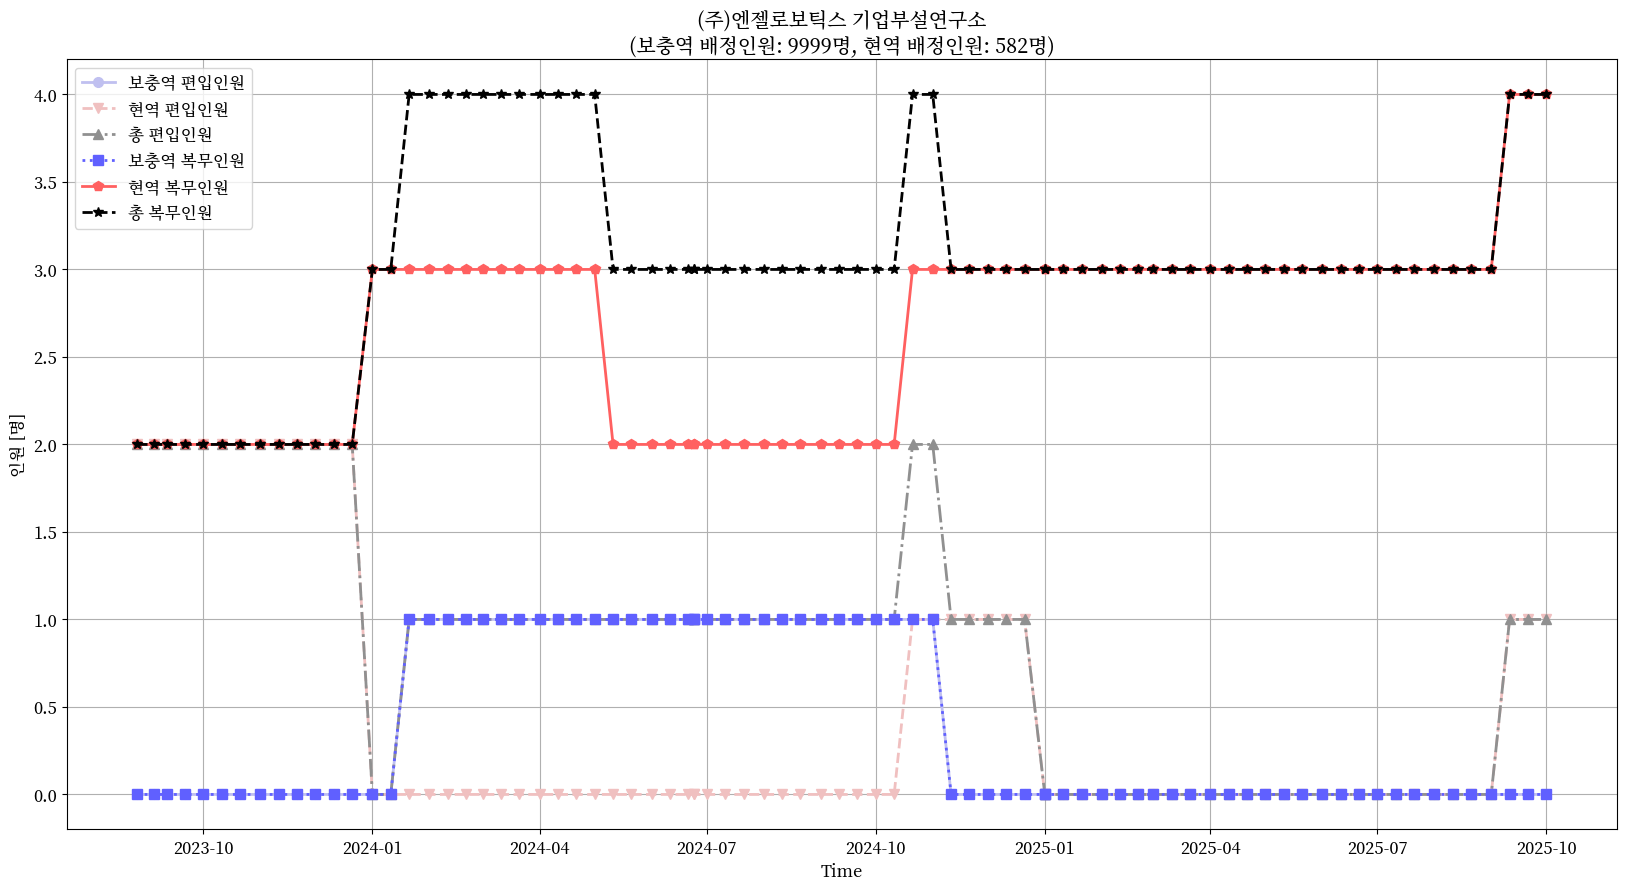 (주)엔젤로보틱스 기업부설연구소
(보충역 배정인원: 9999명, 현역 배정인원: 582명)
보충역 편입인원
현역 편입인원
총 편입인원
보충역 복무인원
현역 복무인원
총 복무인원
4.0
3.5
3.0
2.5
2.0
1.5
1.0
0.5
0.0
인원 [명]
2023-10 2024-01 2024-04 2024-07 2024-10 2025-01 2025-04 2025-07 2025-10
Time